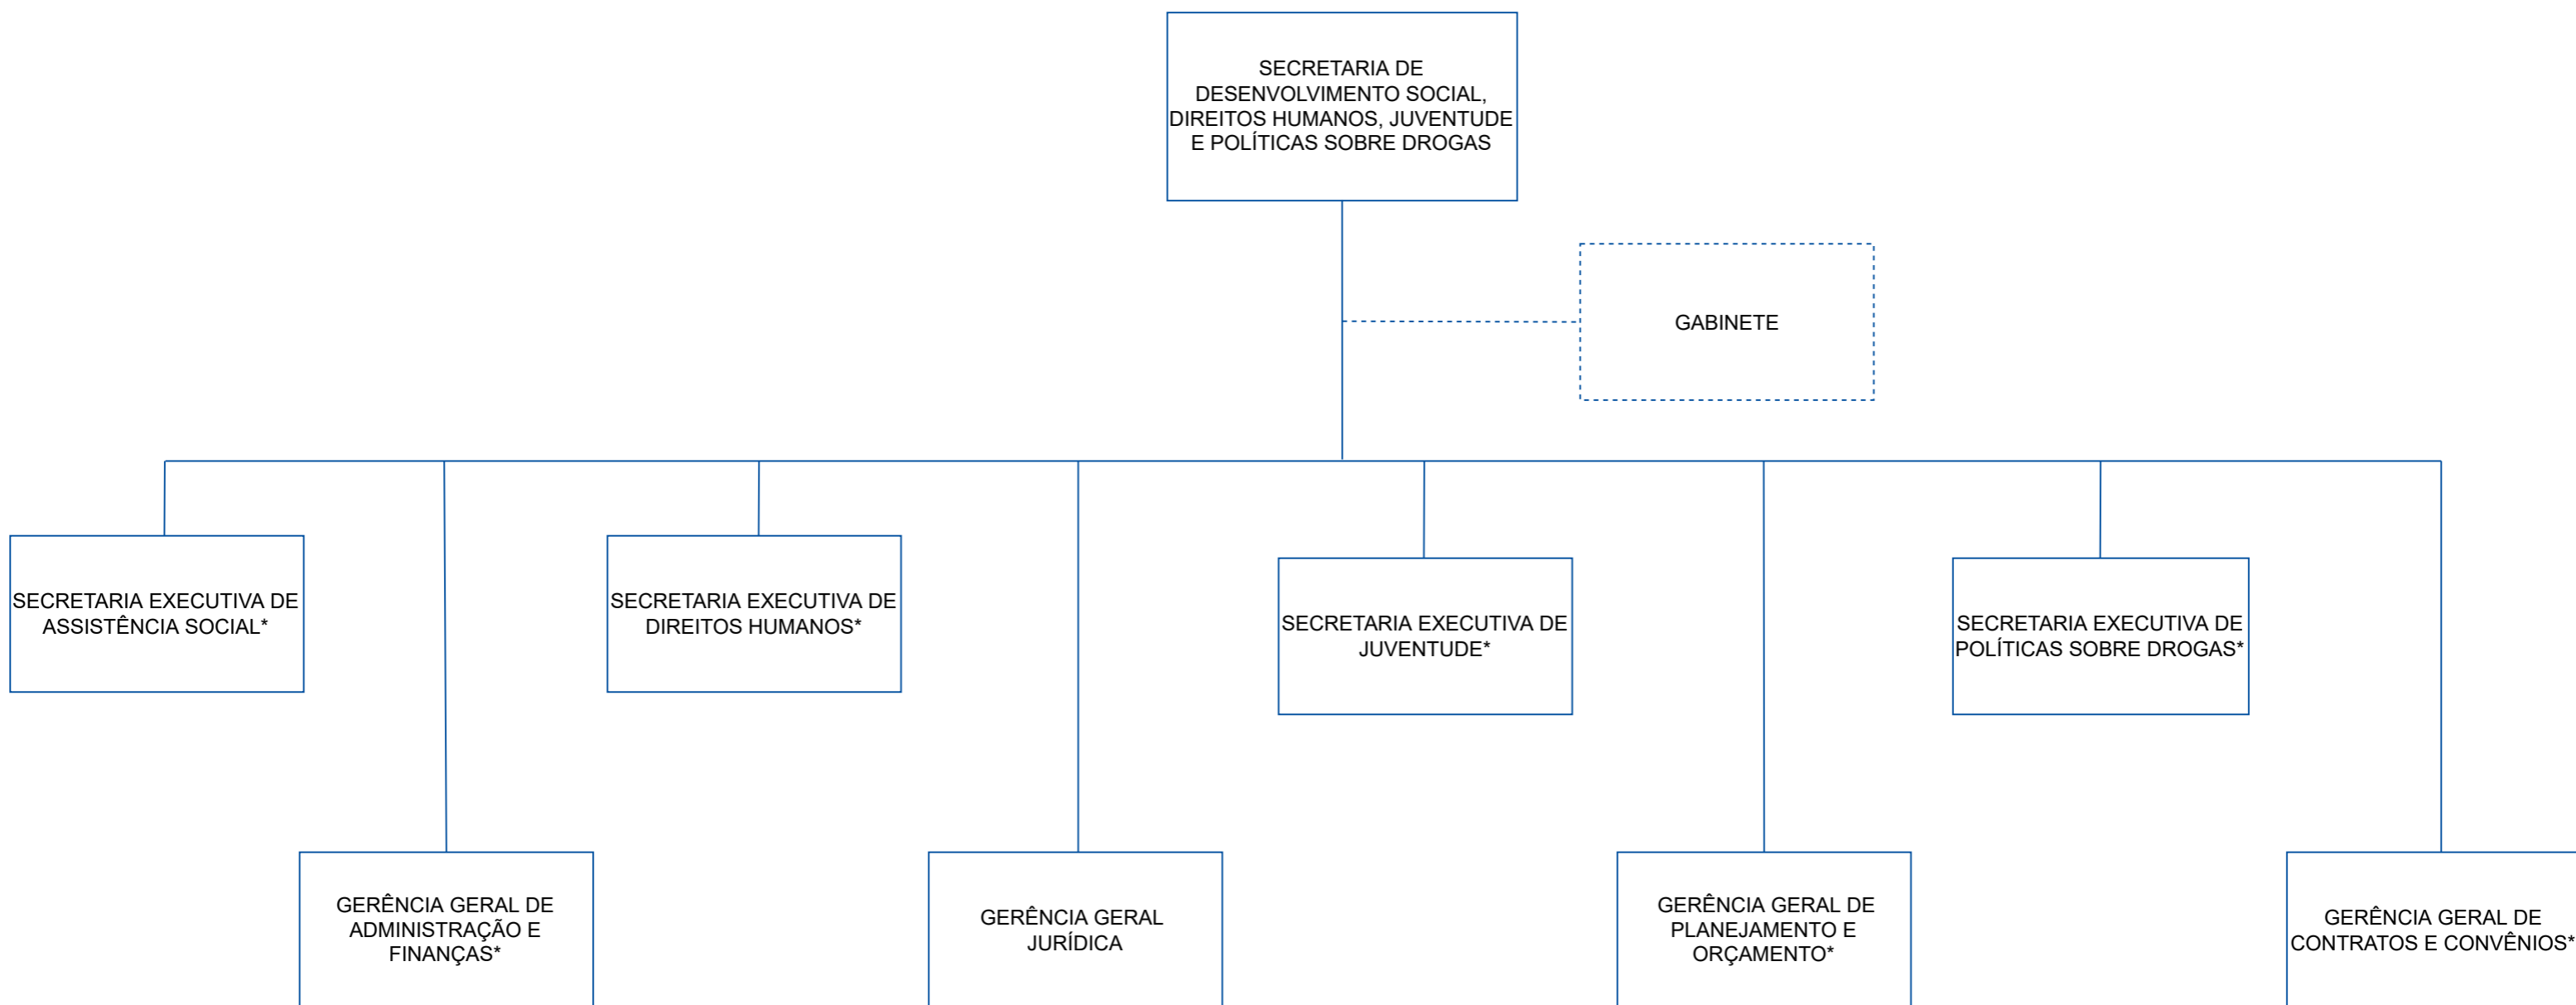 SECRETARIA DE
DESENVOLVIMENTO SOCIAL,
DIREITOS HUMANOS, JUVENTUDE
E POLÍTICAS SOBRE DROGAS
GABINETE
SECRETARIA EXECUTIVA DE
ASSISTÊNCIA SOCIAL*
SECRETARIA EXECUTIVA DE
DIREITOS HUMANOS*
SECRETARIA EXECUTIVA DE
JUVENTUDE*
SECRETARIA EXECUTIVA DE
POLÍTICAS SOBRE DROGAS*
GERÊNCIA GERAL DE
ADMINISTRAÇÃO E
FINANÇAS*
GERÊNCIA GERAL
JURÍDICA
GERÊNCIA GERAL DE
PLANEJAMENTO E
ORÇAMENTO*
GERÊNCIA GERAL DE
CONTRATOS E CONVÊNIOS*